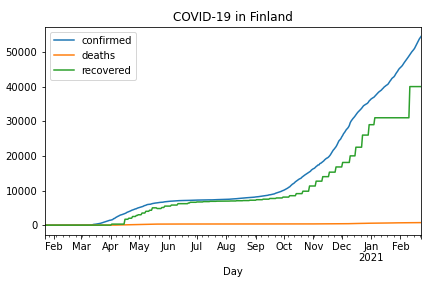 COVID-19 in Finland
confirmed
deaths
recovered
50000
40000
30000
20000
10000
0
Feb Mar Apr May Jun Jul Aug Sep Oct Nov Dec Jan Feb
2021
Day